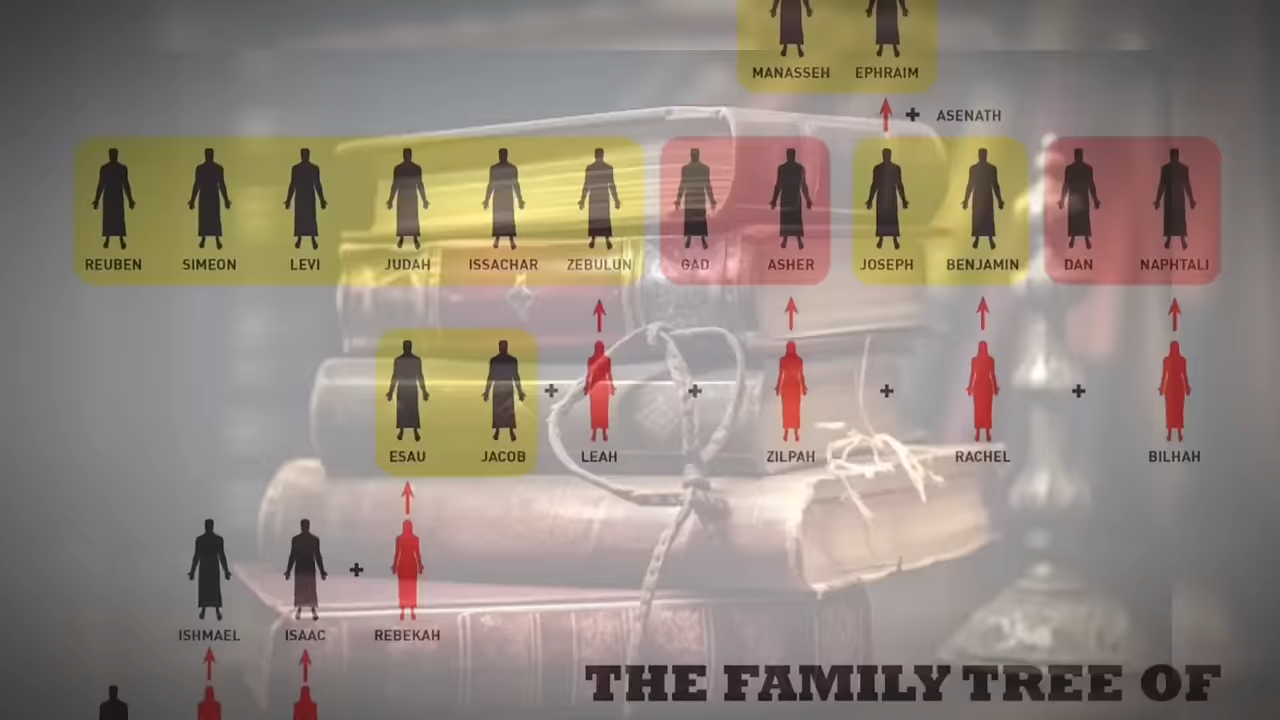 MANASSEH EPHRAIM
ASENATH
REUBEN SIMEON LEVI JUDAH ISSACHAR ZEBULUN GAD ASHER JOSEPH BENJAMIN DAN NAPHTALI
ESAU JACOB LEAH ZILPAH RACHEL BILHAH
ISHMAEL ISAAC REBEKAH
THE FAMILY TREE OF